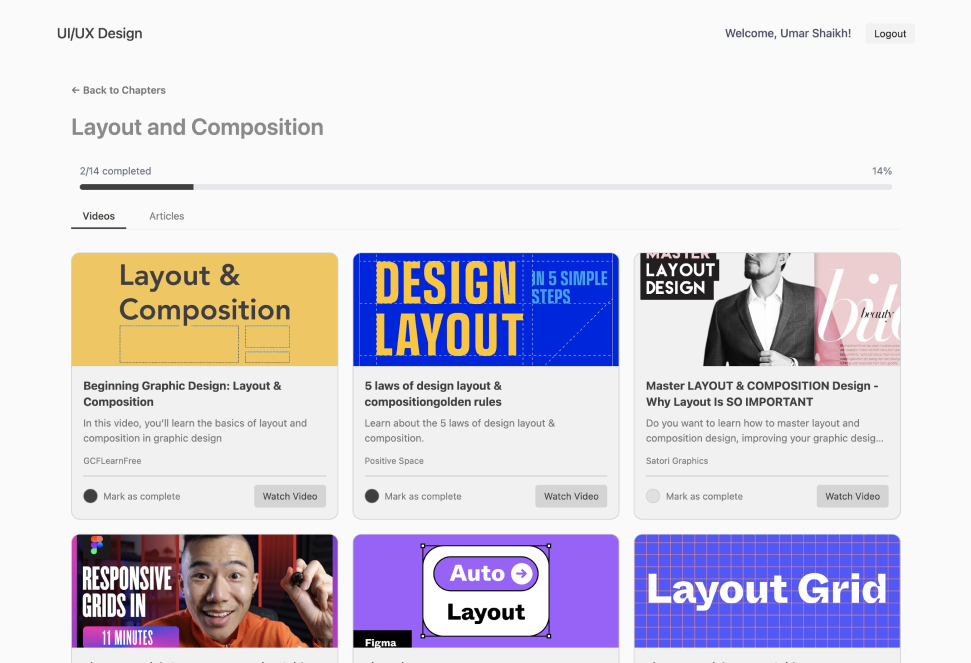 UI/UX Design
Welcome, Umar Shaikh!
Logout
← Back to Chapters
Layout and Composition
2/14 completed
14%
Videos
Articles
Layout &
Composition
Beginning Graphic Design: Layout &
Composition
In this video, you’ll learn the basics of layout and
composition in graphic design
GCFLearnFree
Mark as complete
Watch Video
DESIGN
LAYOUT
IN 5 SIMPLE
STEPS
5 laws of design layout &
compositiongolden rules
Learn about the 5 laws of design layout &
composition.
Positive Space
Mark as complete
Watch Video
MASTER
LAYOUT
DESIGN
beauty
Master LAYOUT & COMPOSITION Design -
Why Layout Is SO IMPORTANT
Do you want to learn how to master layout and
composition design, improving your graphic desig...
Satori Graphics
Mark as complete
Watch Video
RESPONSIVE
GRIDS IN
11 MINUTES
Auto
Layout
Figma
Layout Grid